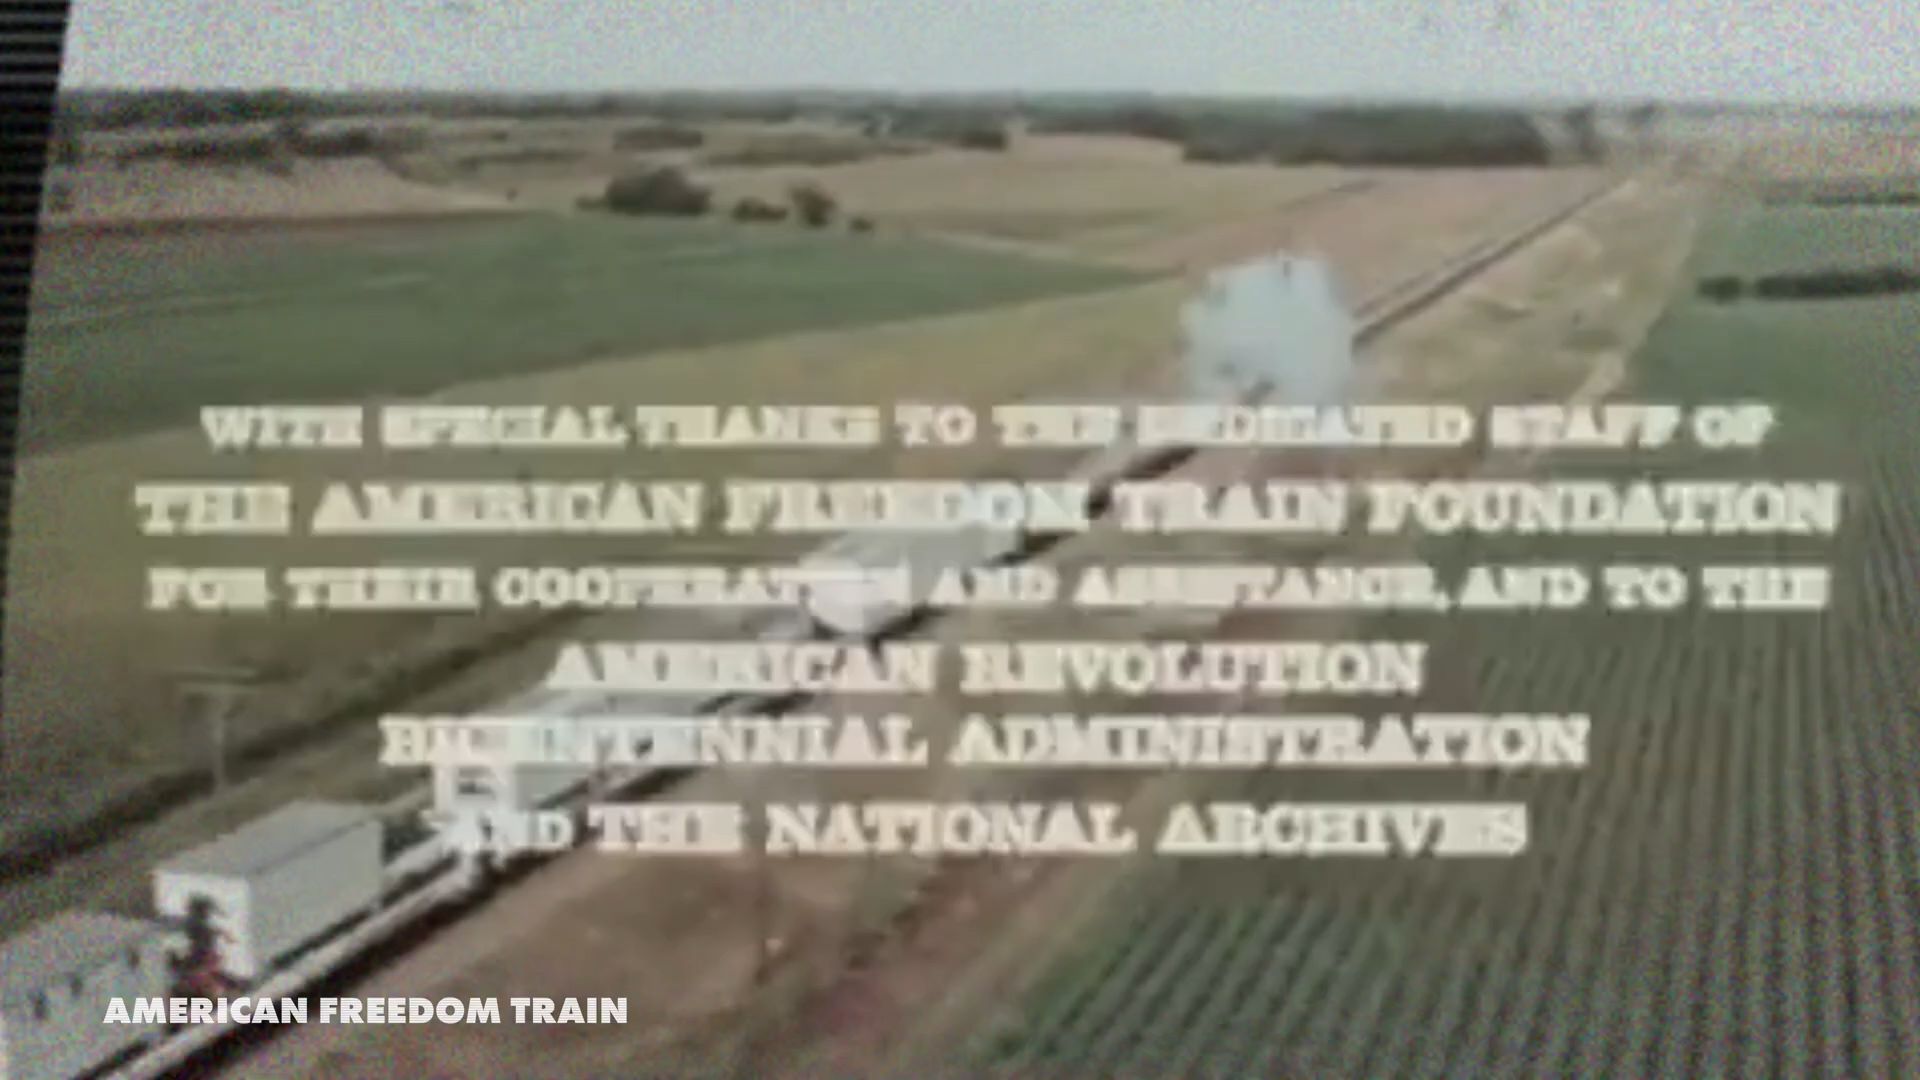 WITH SPECIAL THANKS TO THE DEDICATED STAFF OF
THE AMERICAN FREEDOM TRAIN FOUNDATION
FOR THEIR COOPERATION AND ASSISTANCE, AND TO THE
AMERICAN REVOLUTION
BICENTENNIAL ADMINISTRATION
AND THE NATIONAL ARCHIVES
AMERICAN FREEDOM TRAIN